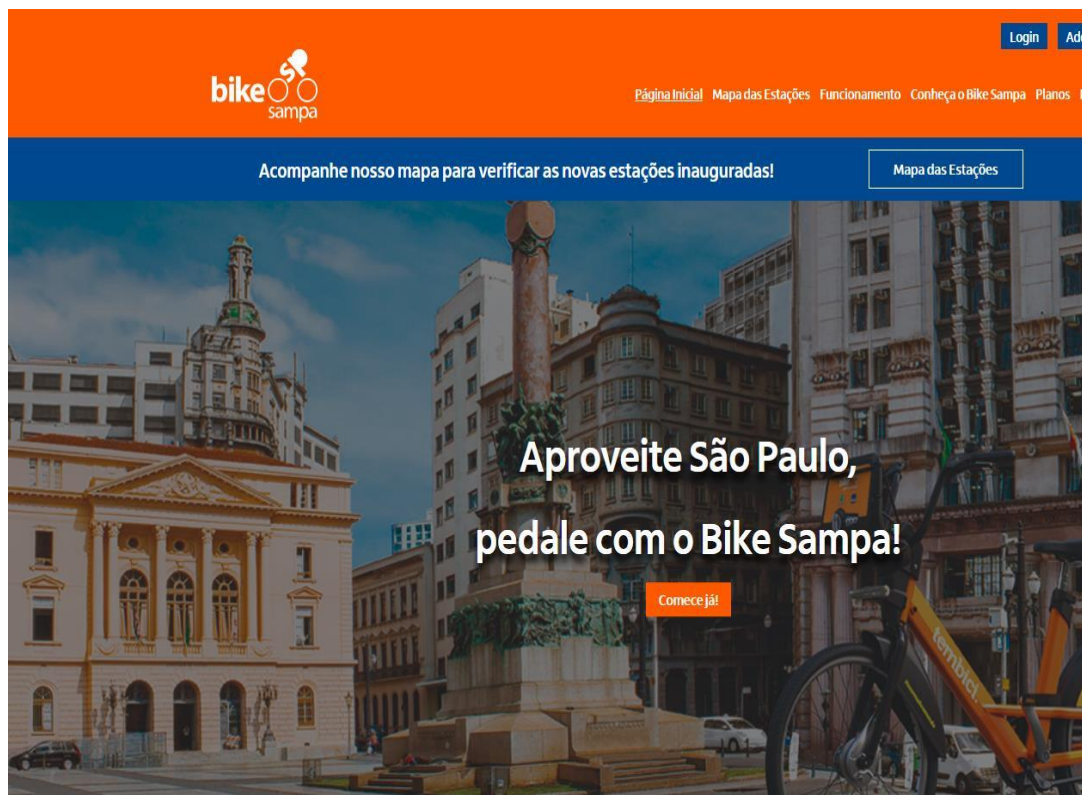 Login
bike
SP
sampa
Página Inicial Mapa das Estações Funcionamento Conheça o Bike Sampa Planos
Acompanhe nosso mapa para verificar as novas estações inauguradas!
Mapa das Estações
Aproveite São Paulo,
pedale com o Bike Sampa!
Comece já!
tembici.